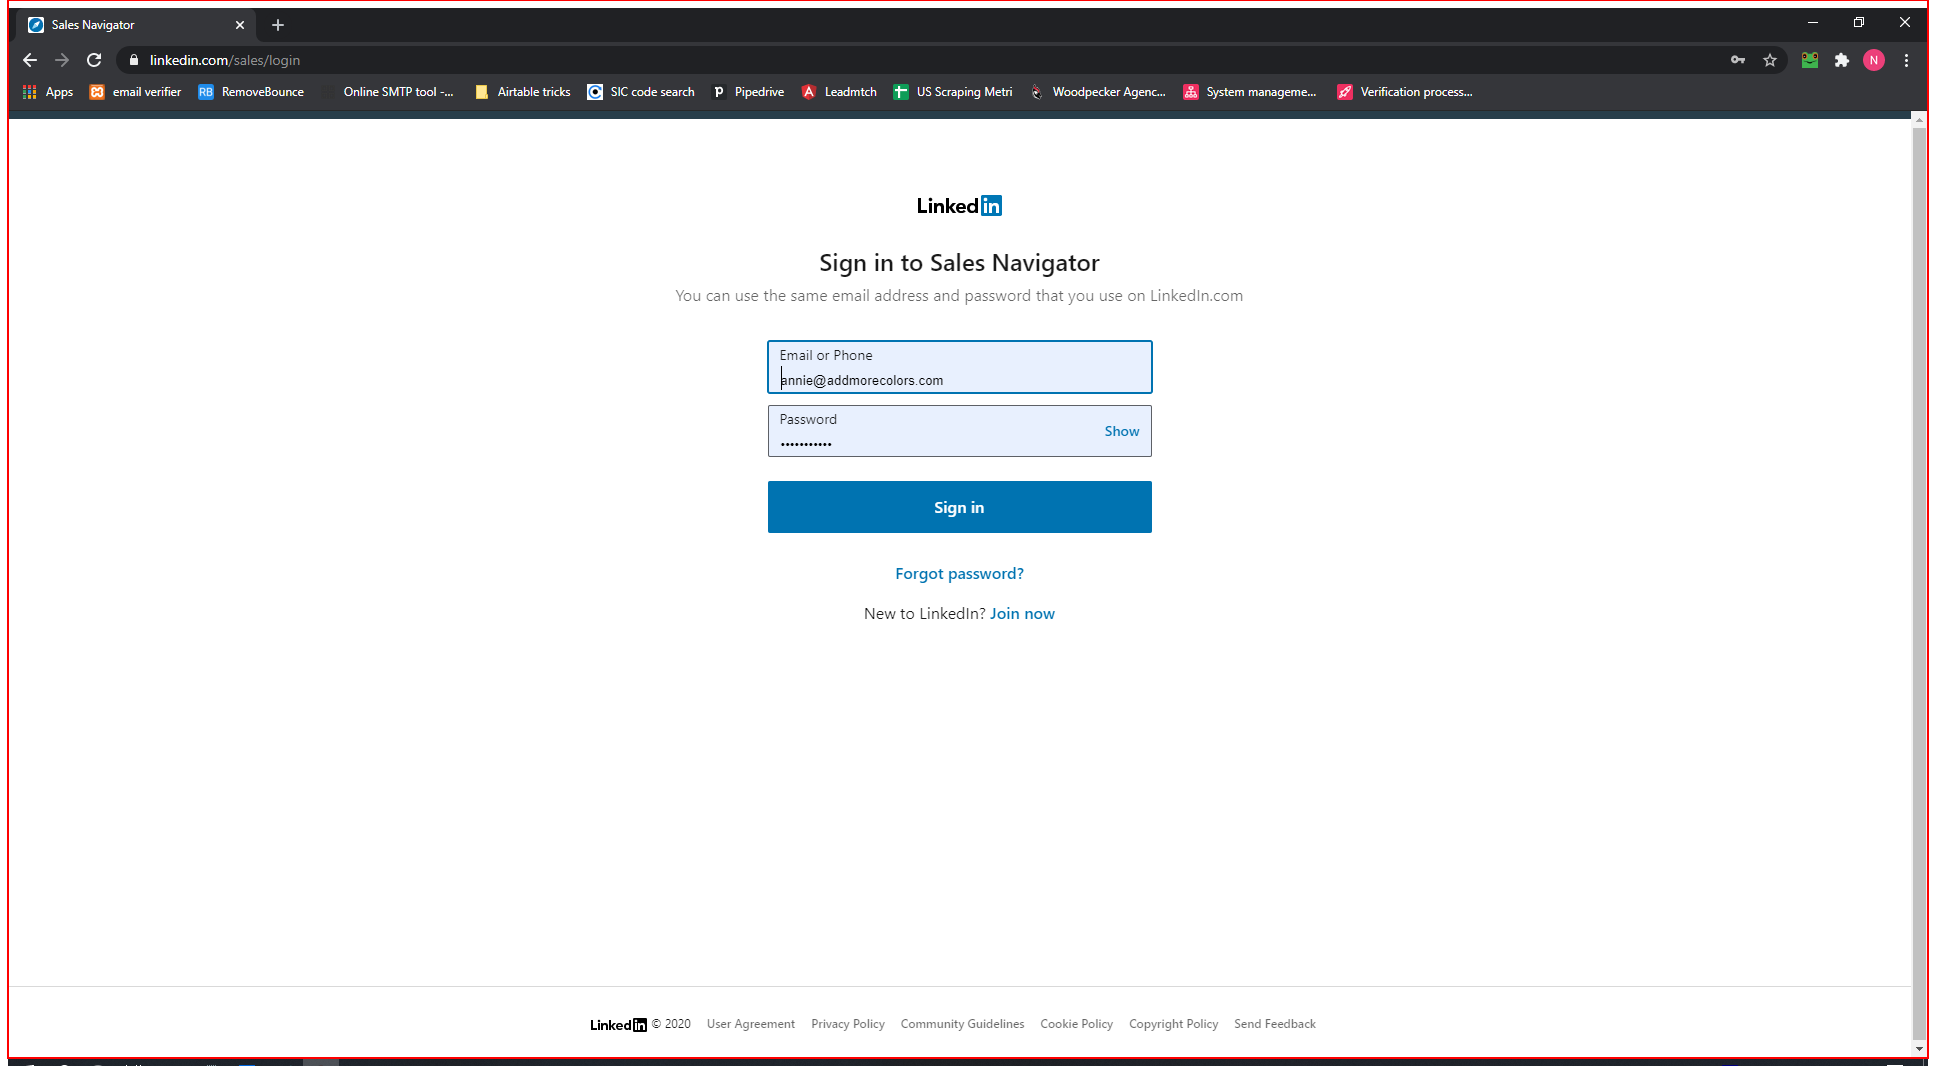 Sales Navigator
linkedin.com/sales/login
N
Apps email verifier RB RemoveBounce Online SMTP tool -... Airtable tricks SIC code search Pipedrive Leadmtch US Scraping Metri Woodpecker Agenc... System manageme... Verification process...
Linked in
Sign in to Sales Navigator
You can use the same email address and password that you use on LinkedIn.com
Email or Phone
annie@addmorecolors.com
Password
•••••••••••
Show
Sign in
Forgot password?
New to LinkedIn? Join now
Linked in © 2020 User Agreement Privacy Policy Community Guidelines Cookie Policy Copyright Policy Send Feedback